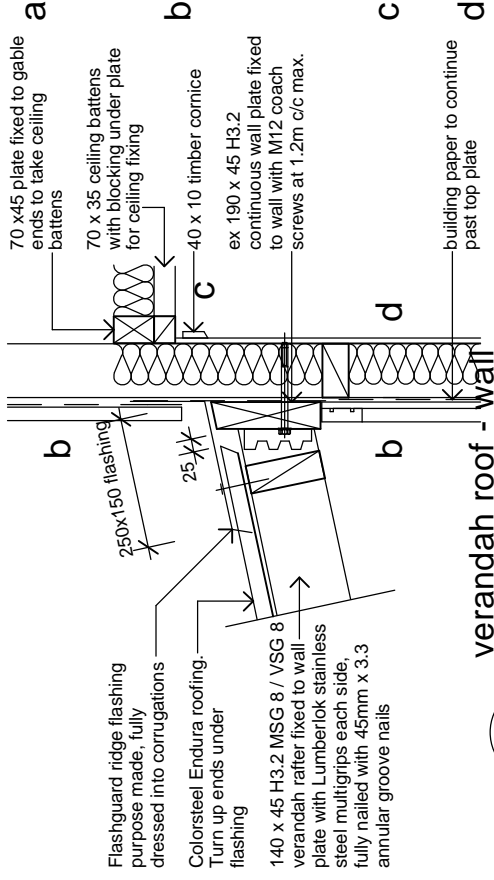 Flashguard ridge flashing
purpose made, fully
dressed into corrugations
Colorsteel Endura roofing.
Turn up ends under
flashing
140 x 45 H3.2 MSG 8 / VSG 8
verandah rafter fixed to wall
plate with Lumberlok stainless
steel multigrips each side,
fully nailed with 45mm x 3.3
annular groove nails
250x150 flashing
25
b
b
c
d
70 x45 plate fixed to gable
ends to take ceiling
battens
70 x 35 ceiling battens
with blocking under plate
for ceiling fixing
40 x 10 timber cornice
ex 190 x 45 H3.2
continuous wall plate fixed
to wall with M12 coach
screws at 1.2m c/c max.
building paper to continue
past top plate
a
b
c
d
verandah roof - wall